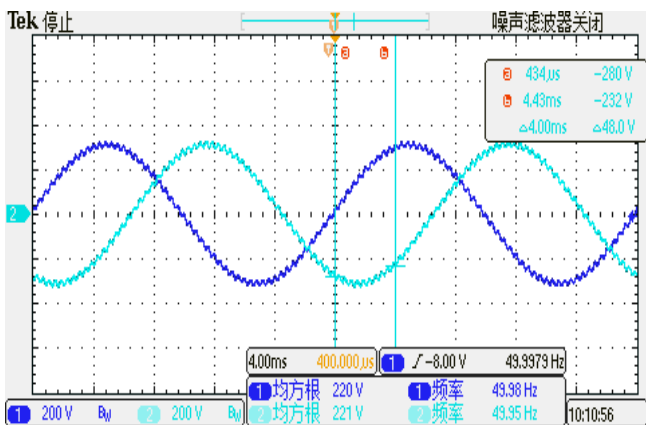 Tek 停止 噪声滤波器关闭
a 434μs -280 V
b 4.43ms -232 V
△4.00ms △48.0 V
a b
2
4.00ms 400.000μs 1 ∫ -8.00 V 49.9979 Hz
1 均方根 220 V 1 频率 49.98 Hz
2 均方根 221 V 2 频率 49.95 Hz
1 200 V Bw 2 200 V Bw 10:10:56